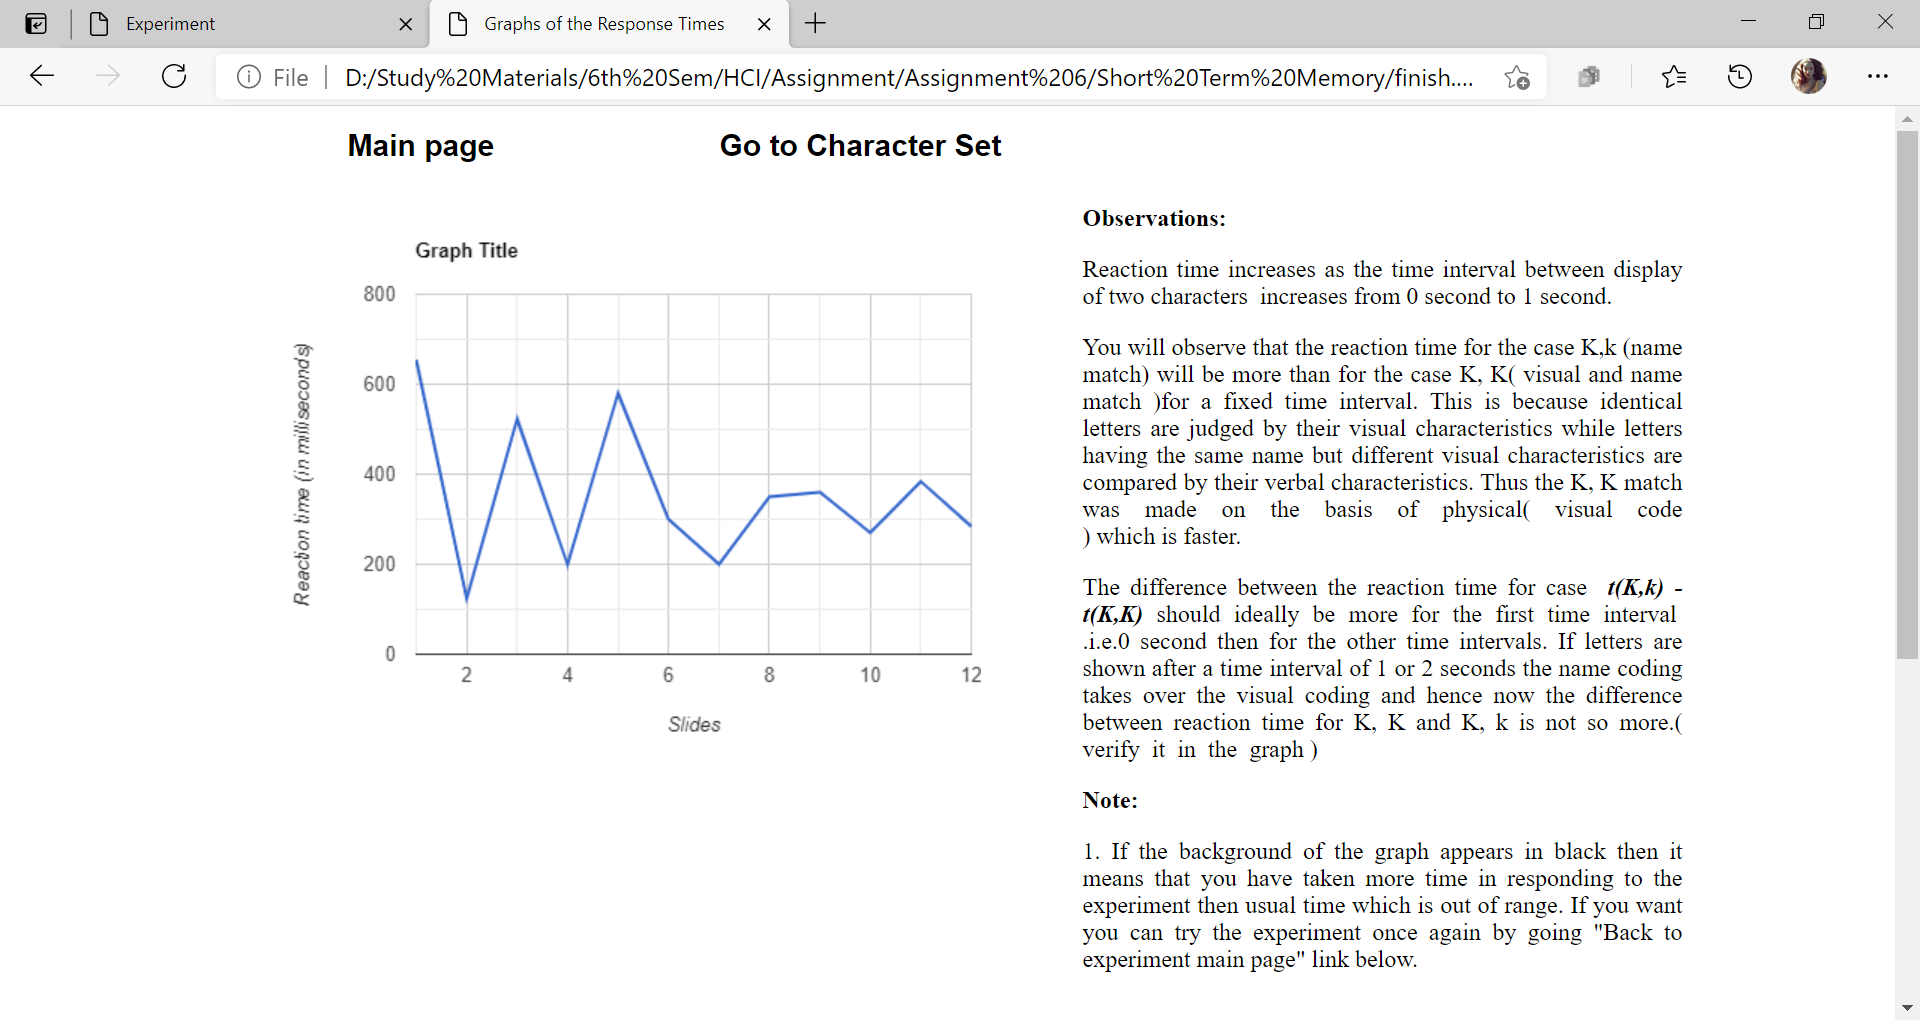 Experiment
Graphs of the Response Times
File
D:/Study%20Materials/6th%20Sem/HCI/Assignment/Assignment%206/Short%20Term%20Memory/finish....
Main page
Go to Character Set
Graph Title
800
600
400
200
0
2 4 6 8 10 12
Reaction time (in milliseconds)
Slides
Observations:
Reaction time increases as the time interval between display
of two characters increases from 0 second to 1 second.
You will observe that the reaction time for the case K,k (name
match) will be more than for the case K, K( visual and name
match )for a fixed time interval. This is because identical
letters are judged by their visual characteristics while letters
having the same name but different visual characteristics are
compared by their verbal characteristics. Thus the K, K match
was made on the basis of physical( visual code
) which is faster.
The difference between the reaction time for case t(K,k) -
t(K,K) should ideally be more for the first time interval
.i.e.0 second then for the other time intervals. If letters are
shown after a time interval of 1 or 2 seconds the name coding
takes over the visual coding and hence now the difference
between reaction time for K, K and K, k is not so more.(
verify it in the graph )
Note:
1. If the background of the graph appears in black then it
means that you have taken more time in responding to the
experiment then usual time which is out of range. If you want
you can try the experiment once again by going "Back to
experiment main page" link below.